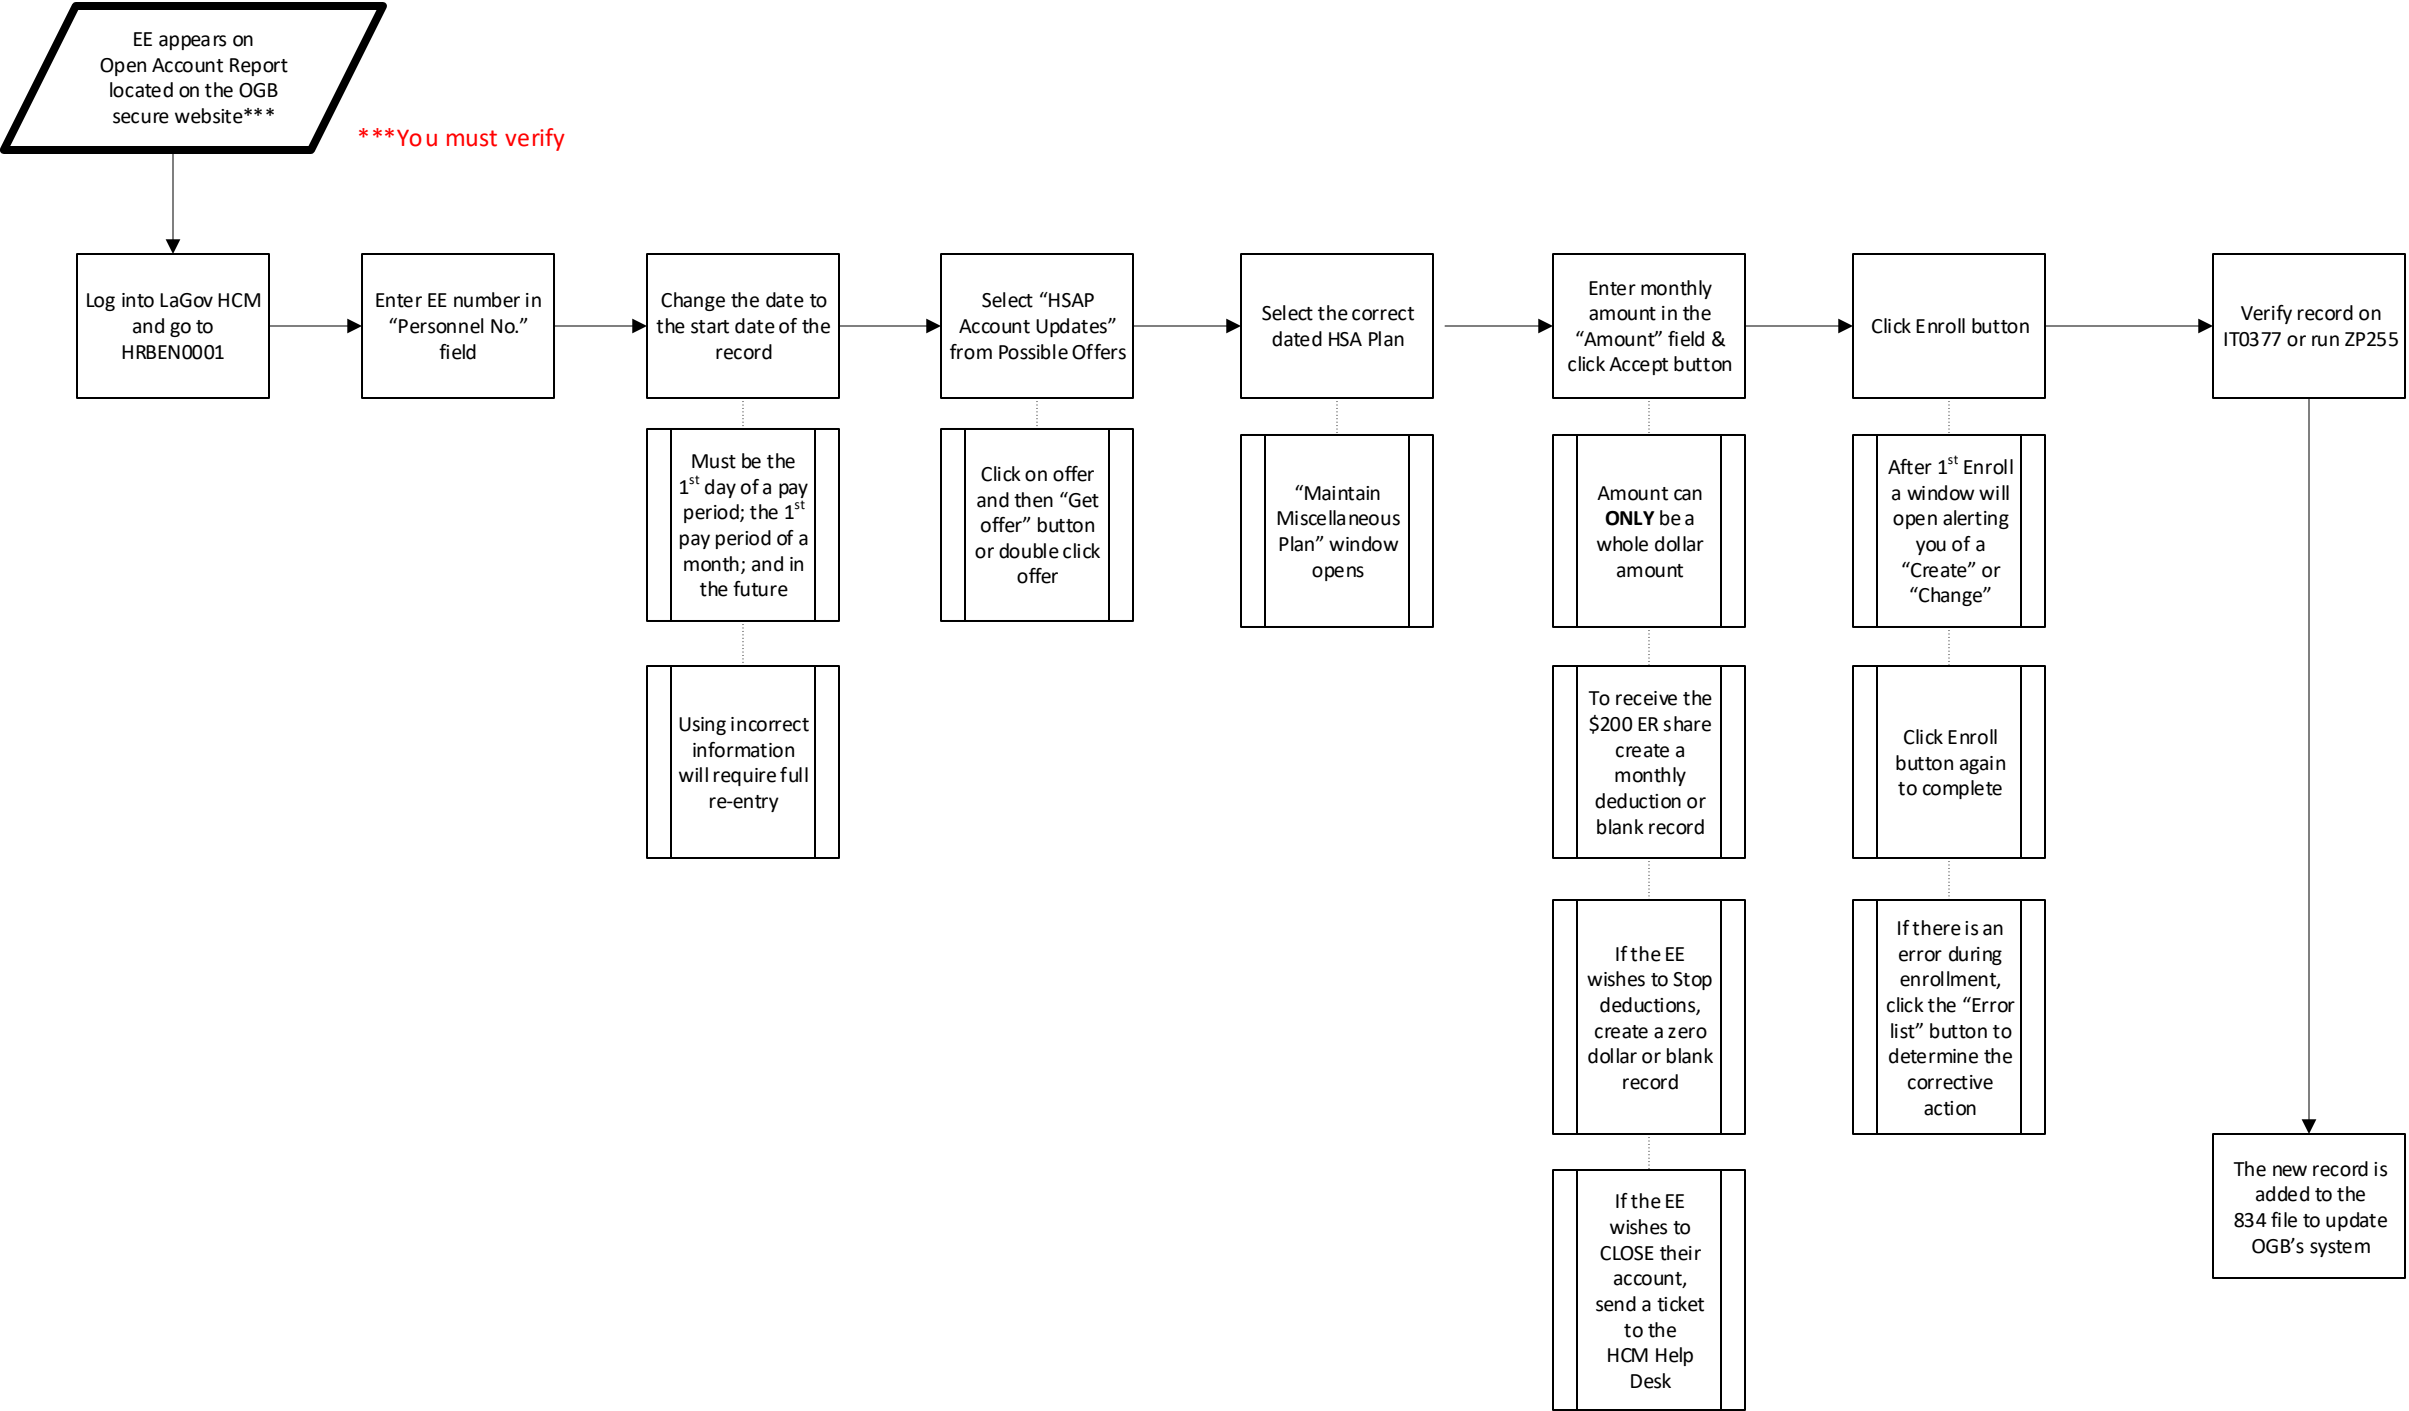 EE appears on
Open Account Report
located on the OGB
secure website***
***You must verify
Log into LaGov HCM
and go to
HRBEN0001
Enter EE number in
“Personnel No.”
field
Change the date to
the start date of the
record
Select “HSAP
Account Updates”
from Possible Offers
Select the correct
dated HSA Plan
Enter monthly
amount in the
“Amount” field &
click Accept button
Click Enroll button
Verify record on
IT0377 or run ZP255
Must be the
1st day of a pay
period; the 1st
pay period of a
month; and in
the future
Using incorrect
information
will require full
re-entry
Click on offer
and then “Get
offer” button
or double click
offer
“Maintain
Miscellaneous
Plan” window
opens
Amount can
ONLY be a
whole dollar
amount
To receive the
$200 ER share
create a
monthly
deduction or
blank record
If the EE
wishes to Stop
deductions,
create a zero
dollar or blank
record
If the EE
wishes to
CLOSE their
account,
send a ticket
to the
HCM Help
Desk
After 1st Enroll
a window will
open alerting
you of a
“Create” or
“Change”
Click Enroll
button again
to complete
If there is an
error during
enrollment,
click the “Error
list” button to
determine the
corrective
action
The new record is
added to the
834 file to update
OGB’s system